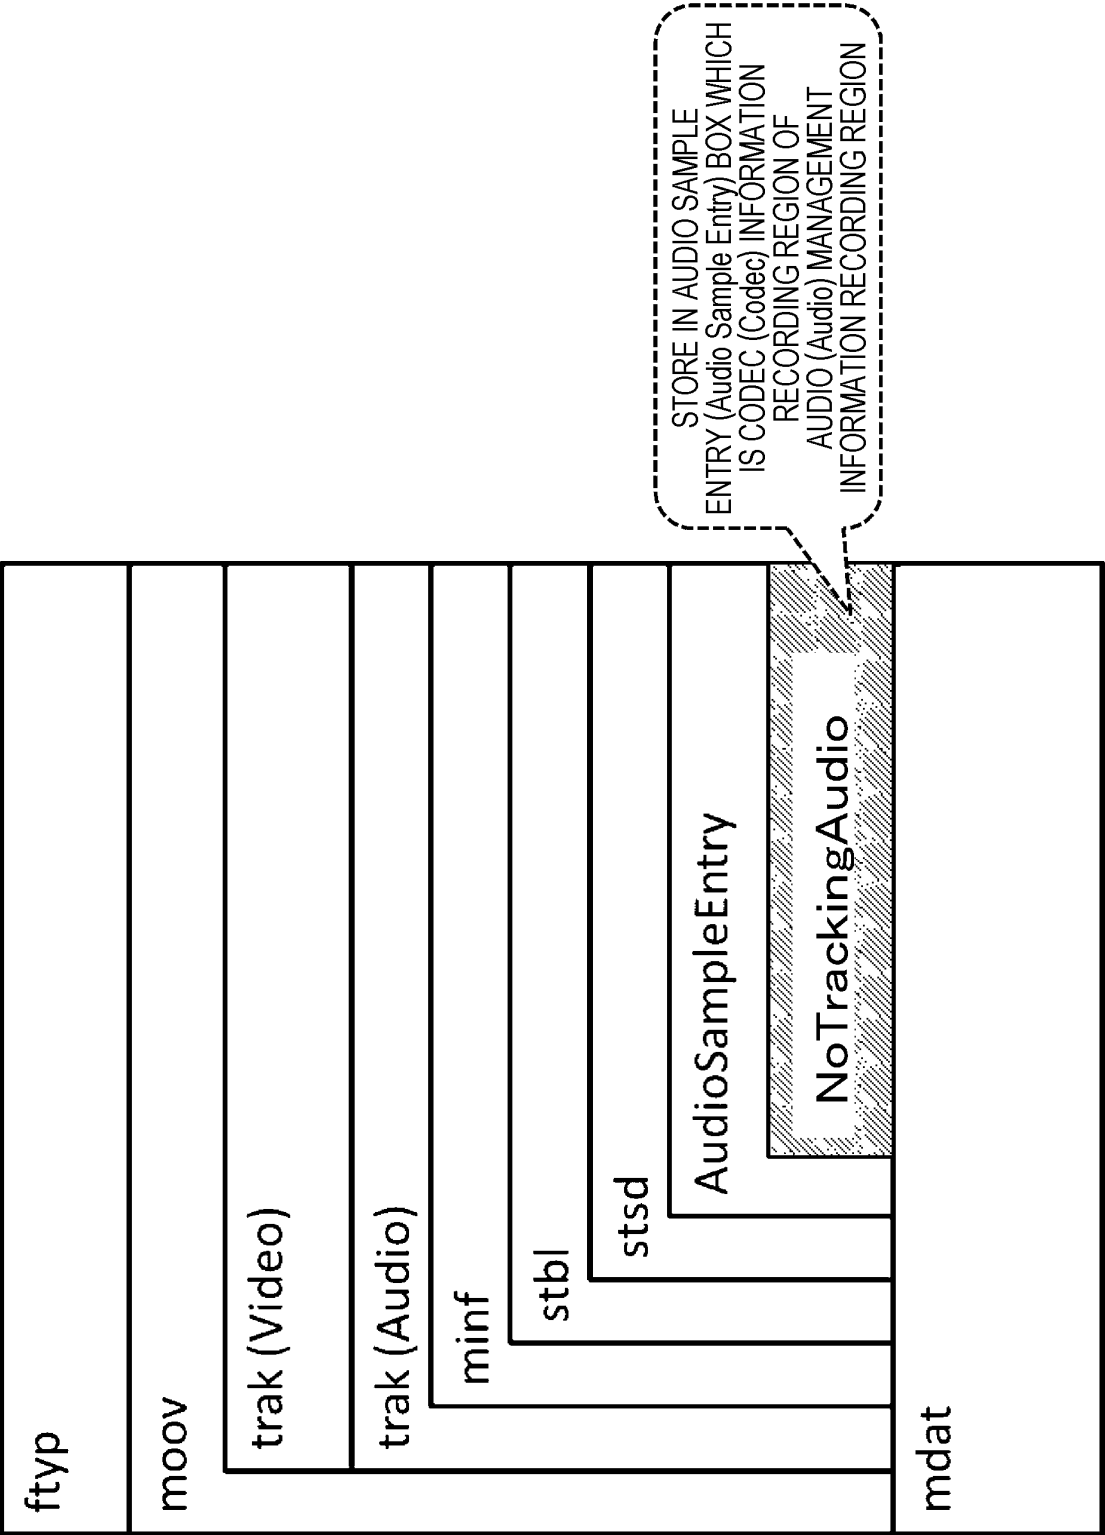 ftyp
moov
trak (Video)
trak (Audio)
minf
stbl
stsd
AudioSampleEntry
NoTrackingAudio
mdat
STORE IN AUDIO SAMPLE
ENTRY (Audio Sample Entry) BOX WHICH
IS CODEC (Codec) INFORMATION
RECORDING REGION OF
AUDIO (Audio) MANAGEMENT
INFORMATION RECORDING REGION